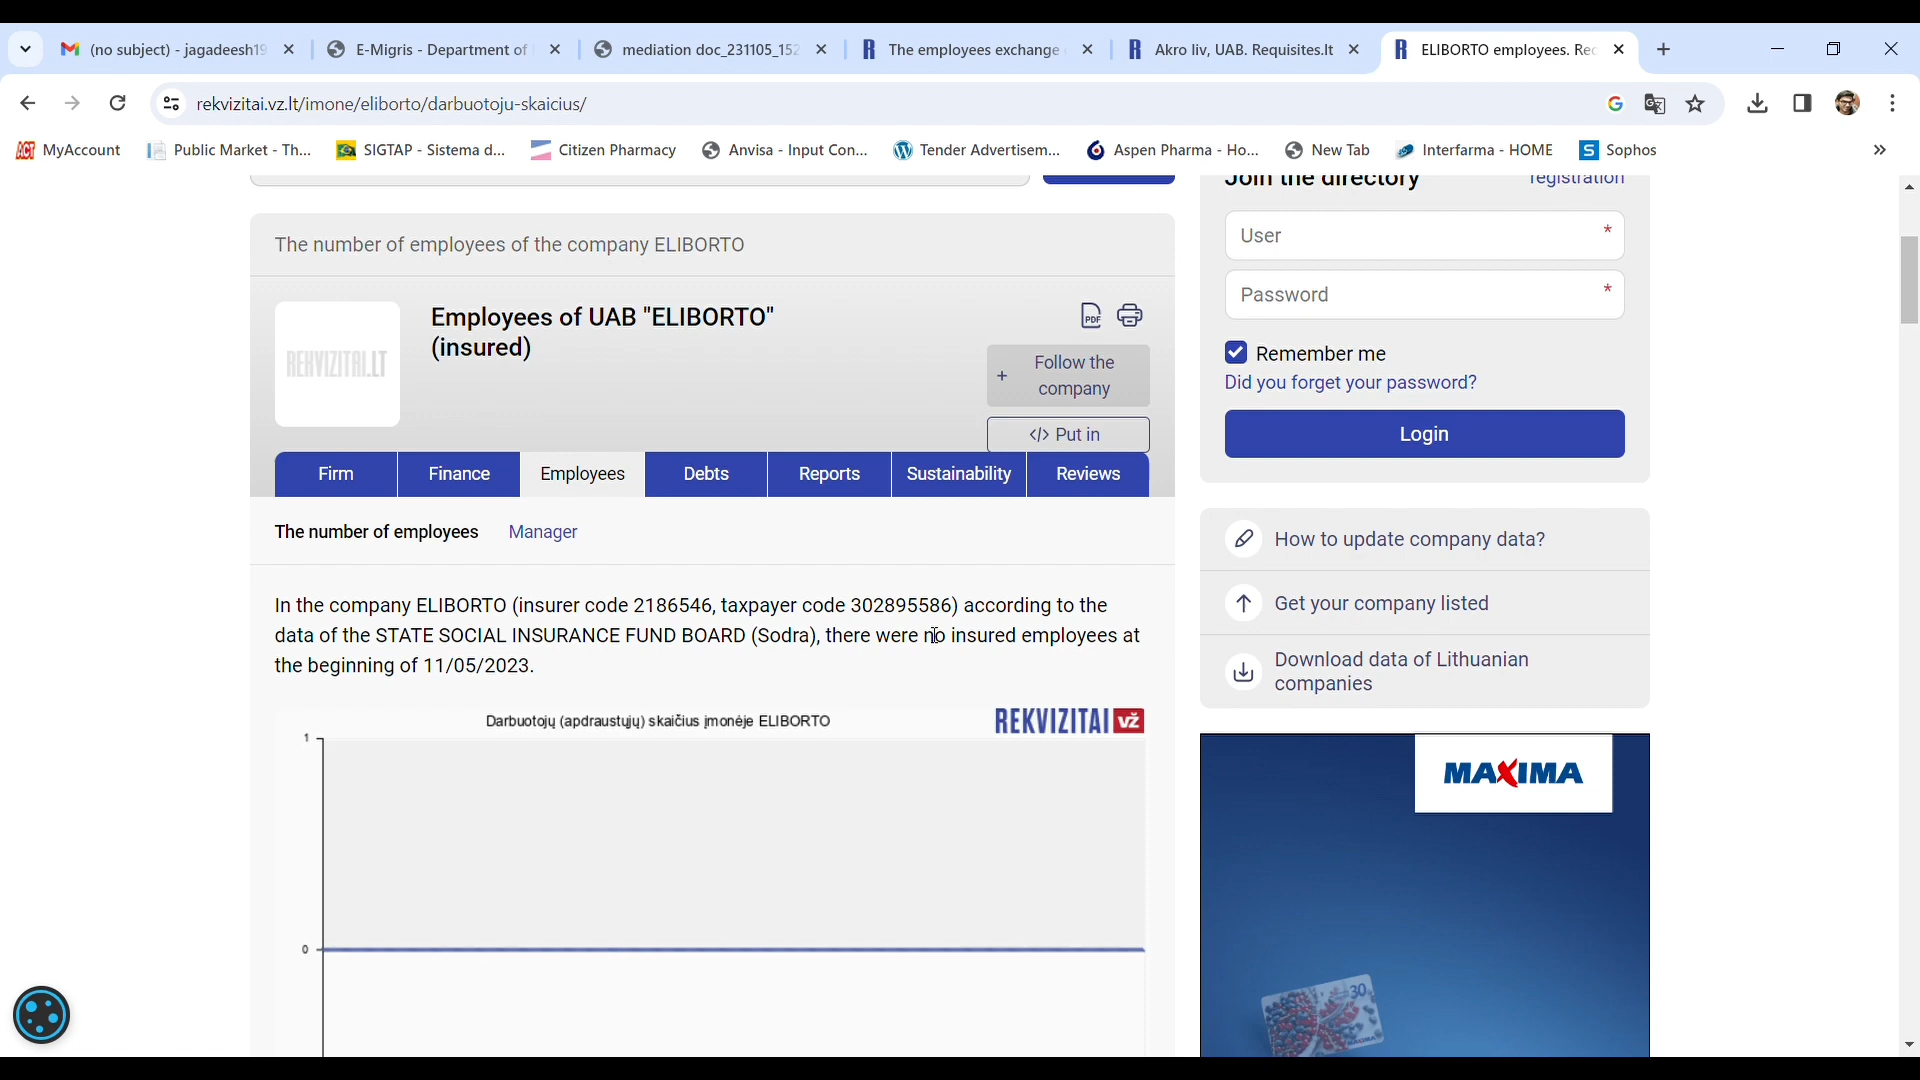 (no subject) - jagadeesh19
E-Migris - Department of
mediation doc_231105_152
The employees exchange
Akro liv, UAB. Requisites.lt
ELIBORTO employees. Rec
rekvizitai.vz.lt/imone/eliborto/darbuotoju-skaicius/
MyAccount
Public Market - Th...
SIGTAP - Sistema d...
Citizen Pharmacy
Anvisa - Input Con...
Tender Advertisem...
Aspen Pharma - Ho...
New Tab
Interfarma - HOME
Sophos
»
Join the directory
registration
The number of employees of the company ELIBORTO
User *
Password *
REKVIZITAI.LT
Employees of UAB "ELIBORTO"
(insured)
PDF
+ Follow the
company
</> Put in
Remember me
Did you forget your password?
Login
Firm
Finance
Employees
Debts
Reports
Sustainability
Reviews
The number of employees
Manager
How to update company data?
Get your company listed
Download data of Lithuanian
companies
In the company ELIBORTO (insurer code 2186546, taxpayer code 302895586) according to the
data of the STATE SOCIAL INSURANCE FUND BOARD (Sodra), there were no insured employees at
the beginning of 11/05/2023.
Darbuotojų (apdraustųjų) skaičius įmonėje ELIBORTO
REKVIZITAI vž
1
0
MAXIMA
30